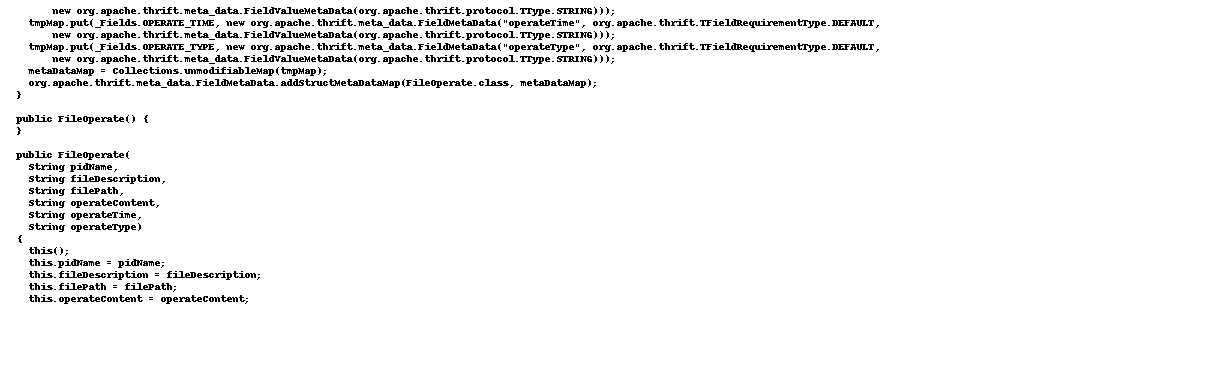 new org.apache.thrift.meta_data.FieldValueMetaData(org.apache.thrift.protocol.TType.STRING)));
tmpMap.put(_Fields.OPERATE_TIME, new org.apache.thrift.meta_data.FieldMetaData("operateTime", org.apache.thrift.TFieldRequirementType.DEFAULT,
new org.apache.thrift.meta_data.FieldValueMetaData(org.apache.thrift.protocol.TType.STRING)));
tmpMap.put(_Fields.OPERATE_TYPE, new org.apache.thrift.meta_data.FieldMetaData("operateType", org.apache.thrift.TFieldRequirementType.DEFAULT,
new org.apache.thrift.meta_data.FieldValueMetaData(org.apache.thrift.protocol.TType.STRING)));
metaDataMap = Collections.unmodifiableMap(tmpMap);
org.apache.thrift.meta_data.FieldMetaData.addStructMetaDataMap(FileOperate.class, metaDataMap);
}
public FileOperate() {
}
public FileOperate(
String pidName,
String fileDescription,
String filePath,
String operateContent,
String operateTime,
String operateType)
{
this();
this.pidName = pidName;
this.fileDescription = fileDescription;
this.filePath = filePath;
this.operateContent = operateContent;